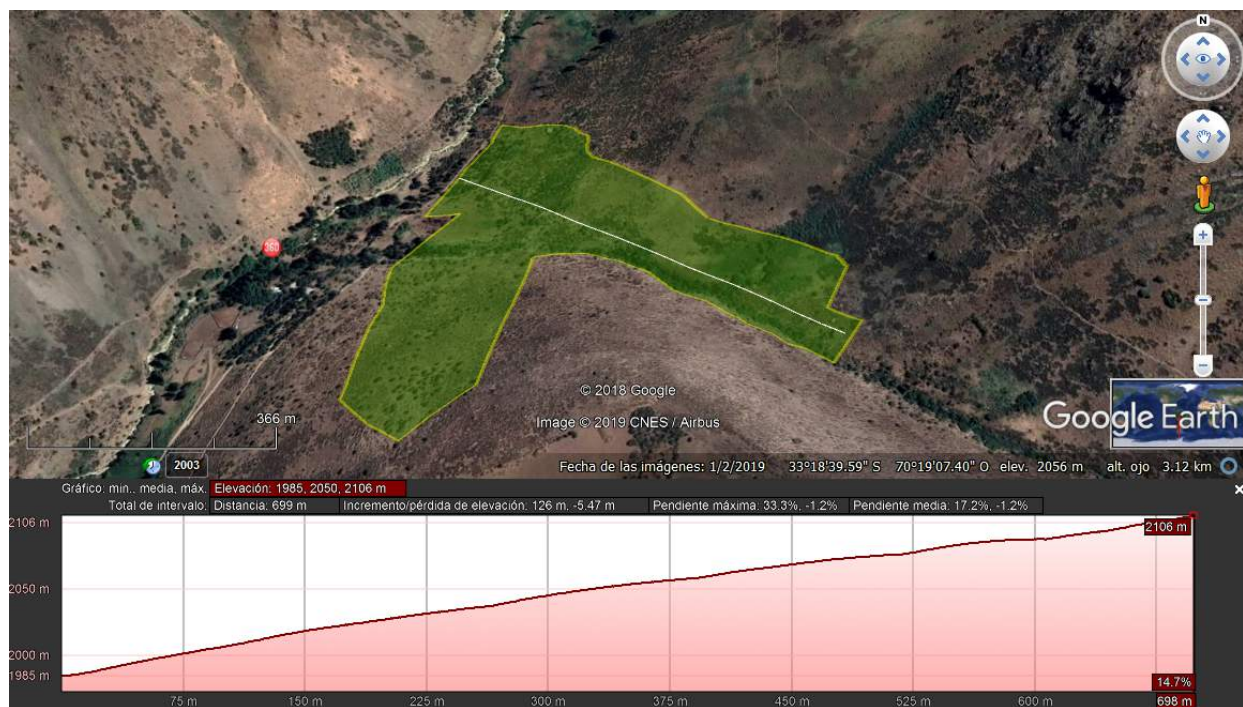 N
360
© 2018 Google
Image © 2019 CNES / Airbus
Google Earth
366 m
2003
Fecha de las imágenes: 1/2/2019 33°18'39.59" S 70°19'07.40" O elev. 2056 m alt. ojo 3.12 km
Gráfico: min., media, máx. Elevación: 1985, 2050, 2106 m
Total de intervalo: Distancia: 699 m Incremento/pérdida de elevación: 126 m, -5.47 m Pendiente máxima: 33.3%, -1.2% Pendiente media: 17.2%, -1.2%
2106 m
2106 m
2050 m
2000 m
1985 m
14.7%
75 m 150 m 225 m 300 m 375 m 450 m 525 m 600 m 698 m